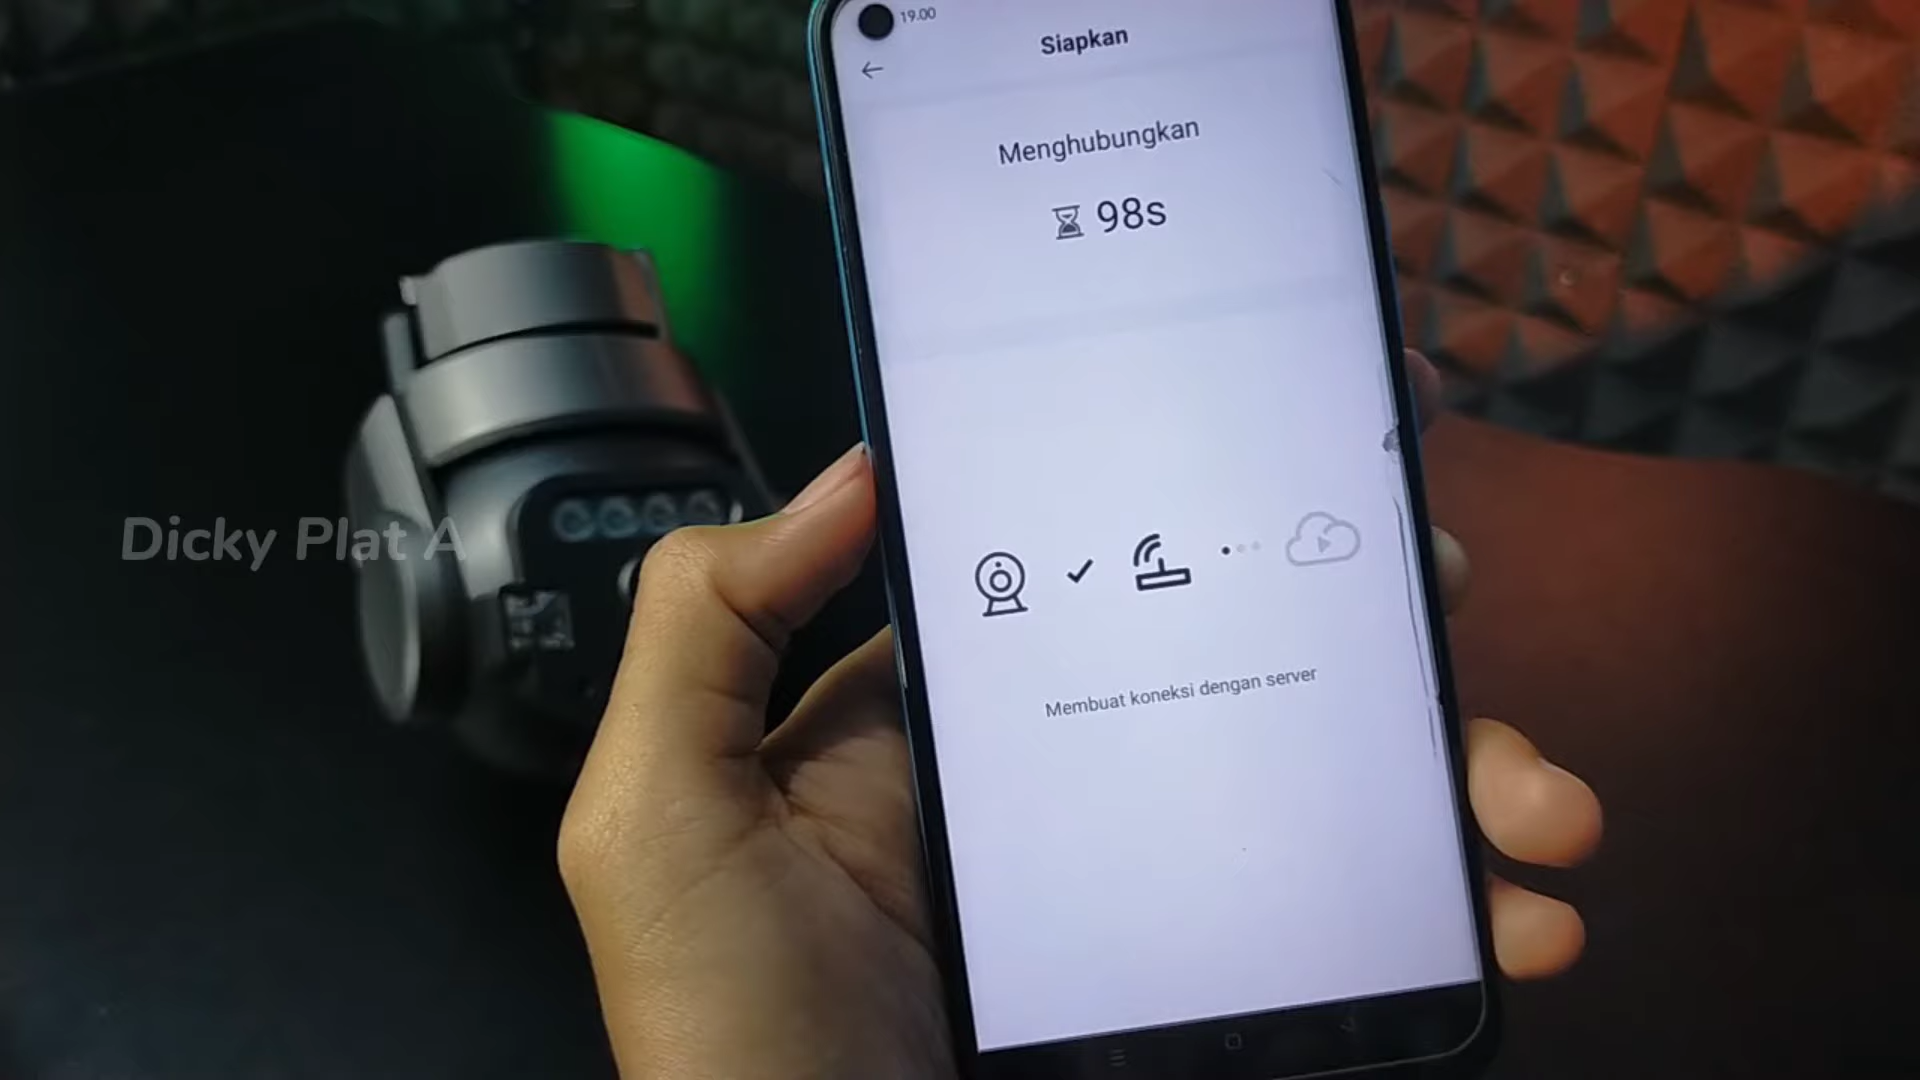 19.00
Siapkan
Menghubungkan
98s
Dicky Plat A
Membuat koneksi dengan server